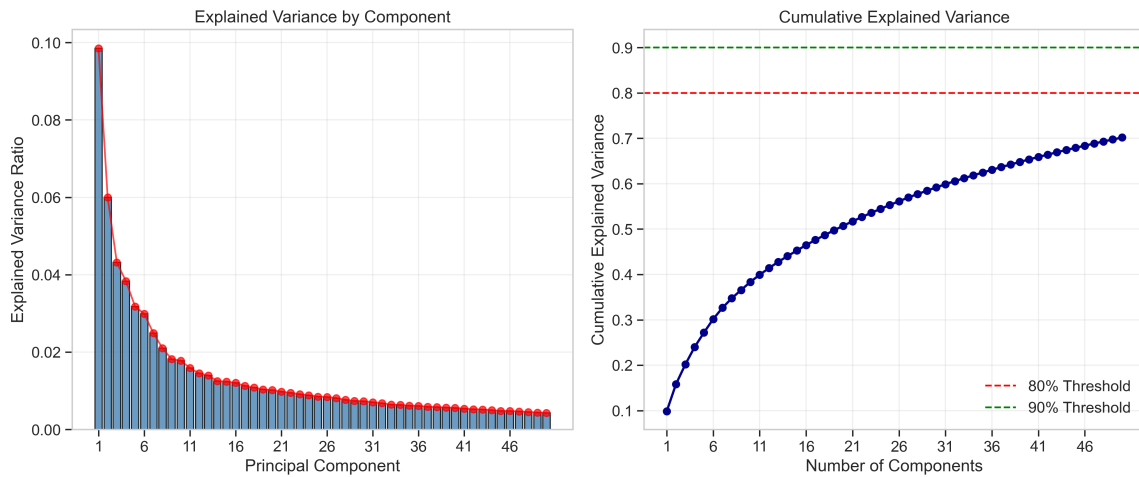 Explained Variance by Component
Explained Variance Ratio
0.10
0.08
0.06
0.04
0.02
0.00
1 6 11 16 21 26 31 36 41 46
Principal Component
Cumulative Explained Variance
Cumulative Explained Variance
0.9
0.8
0.7
0.6
0.5
0.4
0.3
0.2
0.1
80% Threshold
90% Threshold
1 6 11 16 21 26 31 36 41 46
Number of Components